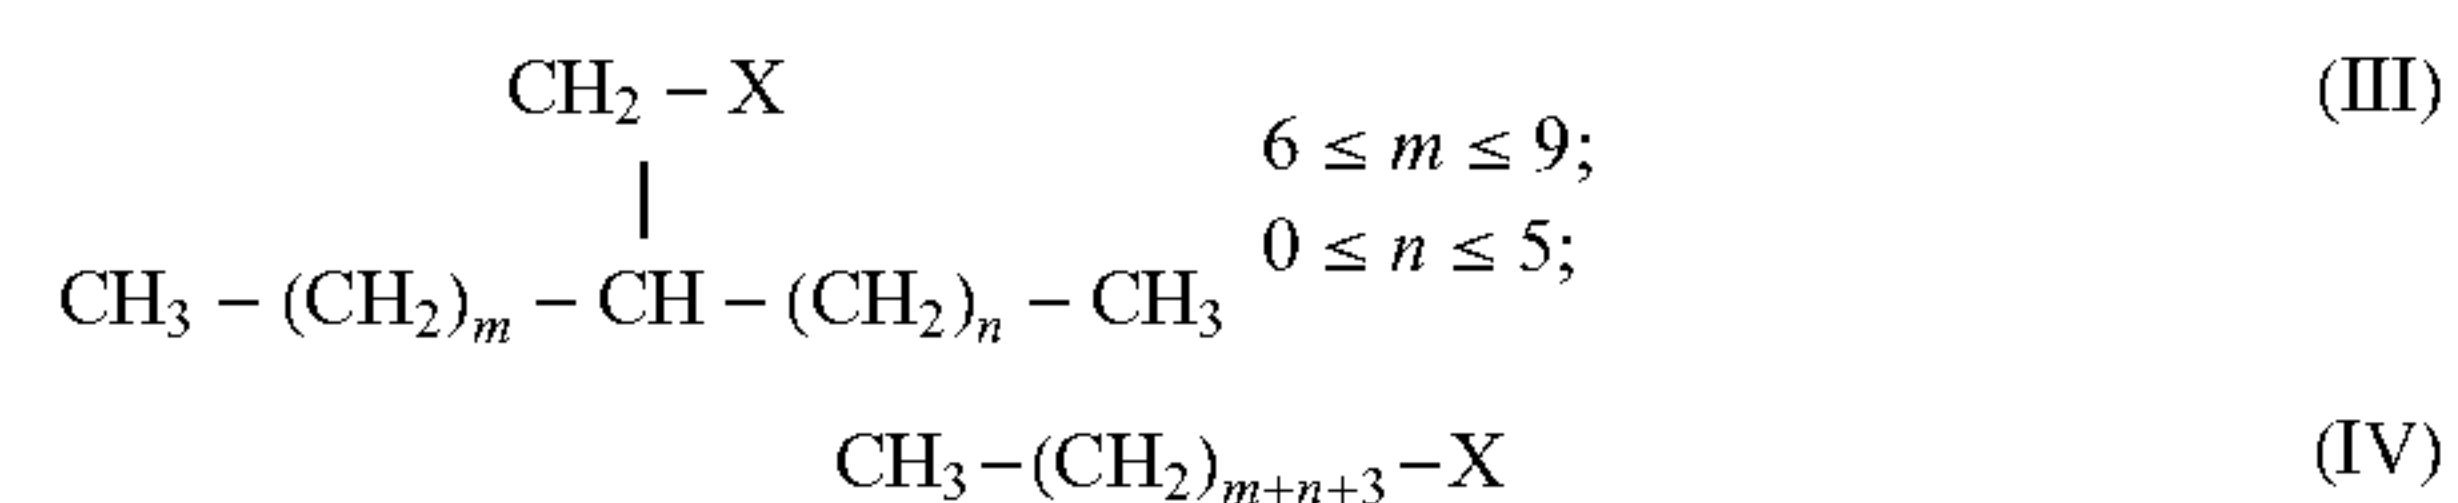 CH₂ – X (III)
6 ≤ m ≤ 9;
|
0 ≤ n ≤ 5;
CH₃ – (CH₂)ₘ – CH – (CH₂)ₙ – CH₃
CH₃–(CH₂)ₘ₊ₙ₊₃–X (IV)